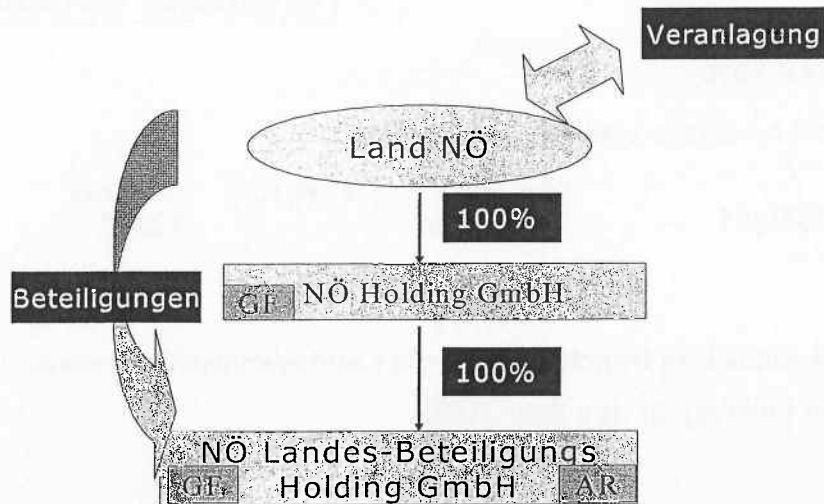 Veranlagung
Land NÖ
100%
Beteiligungen
GF
NÖ Holding GmbH
100%
NÖ Landes-Beteiligungs
Holding GmbH
GF
AR